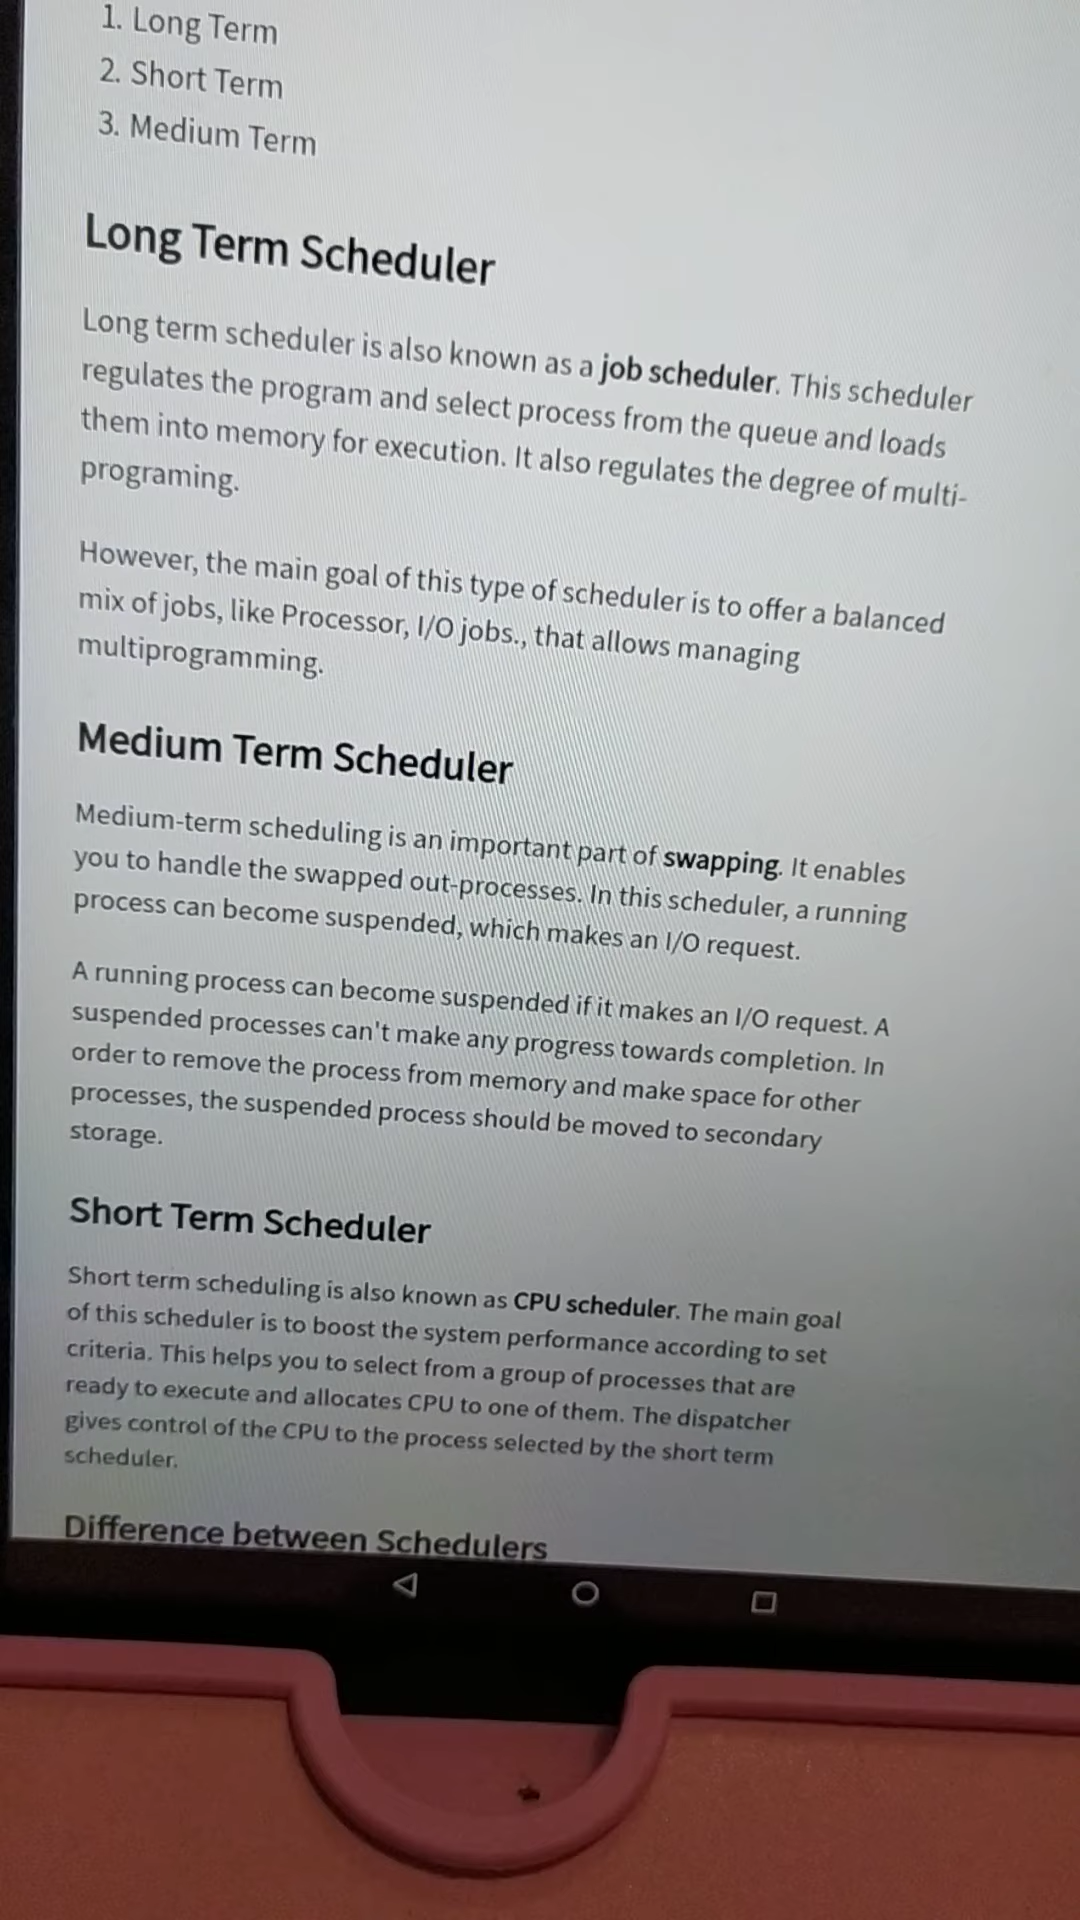 1. Long Term
2. Short Term
3. Medium Term
Long Term Scheduler
Long term scheduler is also known as a job scheduler. This scheduler
regulates the program and select process from the queue and loads
them into memory for execution. It also regulates the degree of multi-
programing.
However, the main goal of this type of scheduler is to offer a balanced
mix of jobs, like Processor, I/O jobs., that allows managing
multiprogramming.
Medium Term Scheduler
Medium-term scheduling is an important part of swapping. It enables
you to handle the swapped out-processes. In this scheduler, a running
process can become suspended, which makes an I/O request.
A running process can become suspended if it makes an I/O request. A
suspended processes can't make any progress towards completion. In
order to remove the process from memory and make space for other
processes, the suspended process should be moved to secondary
storage.
Short Term Scheduler
Short term scheduling is also known as CPU scheduler. The main goal
of this scheduler is to boost the system performance according to set
criteria. This helps you to select from a group of processes that are
ready to execute and allocates CPU to one of them. The dispatcher
gives control of the CPU to the process selected by the short term
scheduler.
Difference between Schedulers